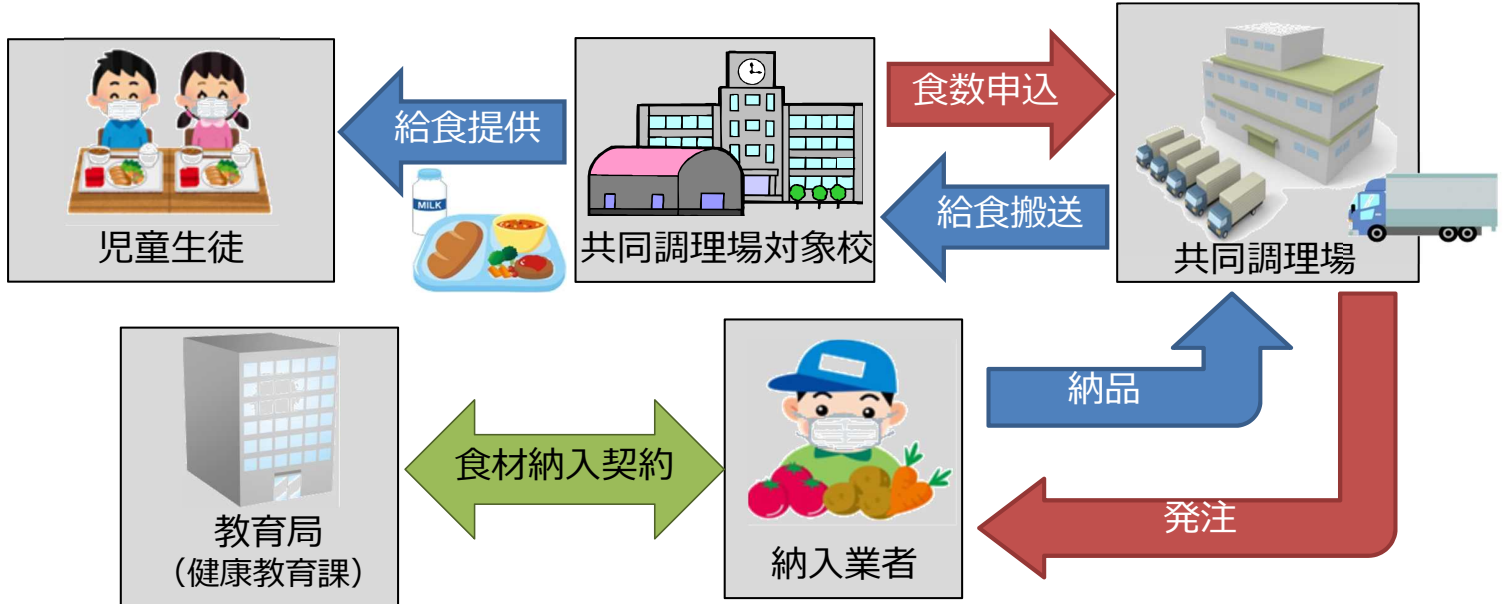 食数申込
給食提供
MILK
給食搬送
児童生徒
共同調理場対象校
共同調理場
納品
食材納入契約
発注
教育局
（健康教育課）
納入業者